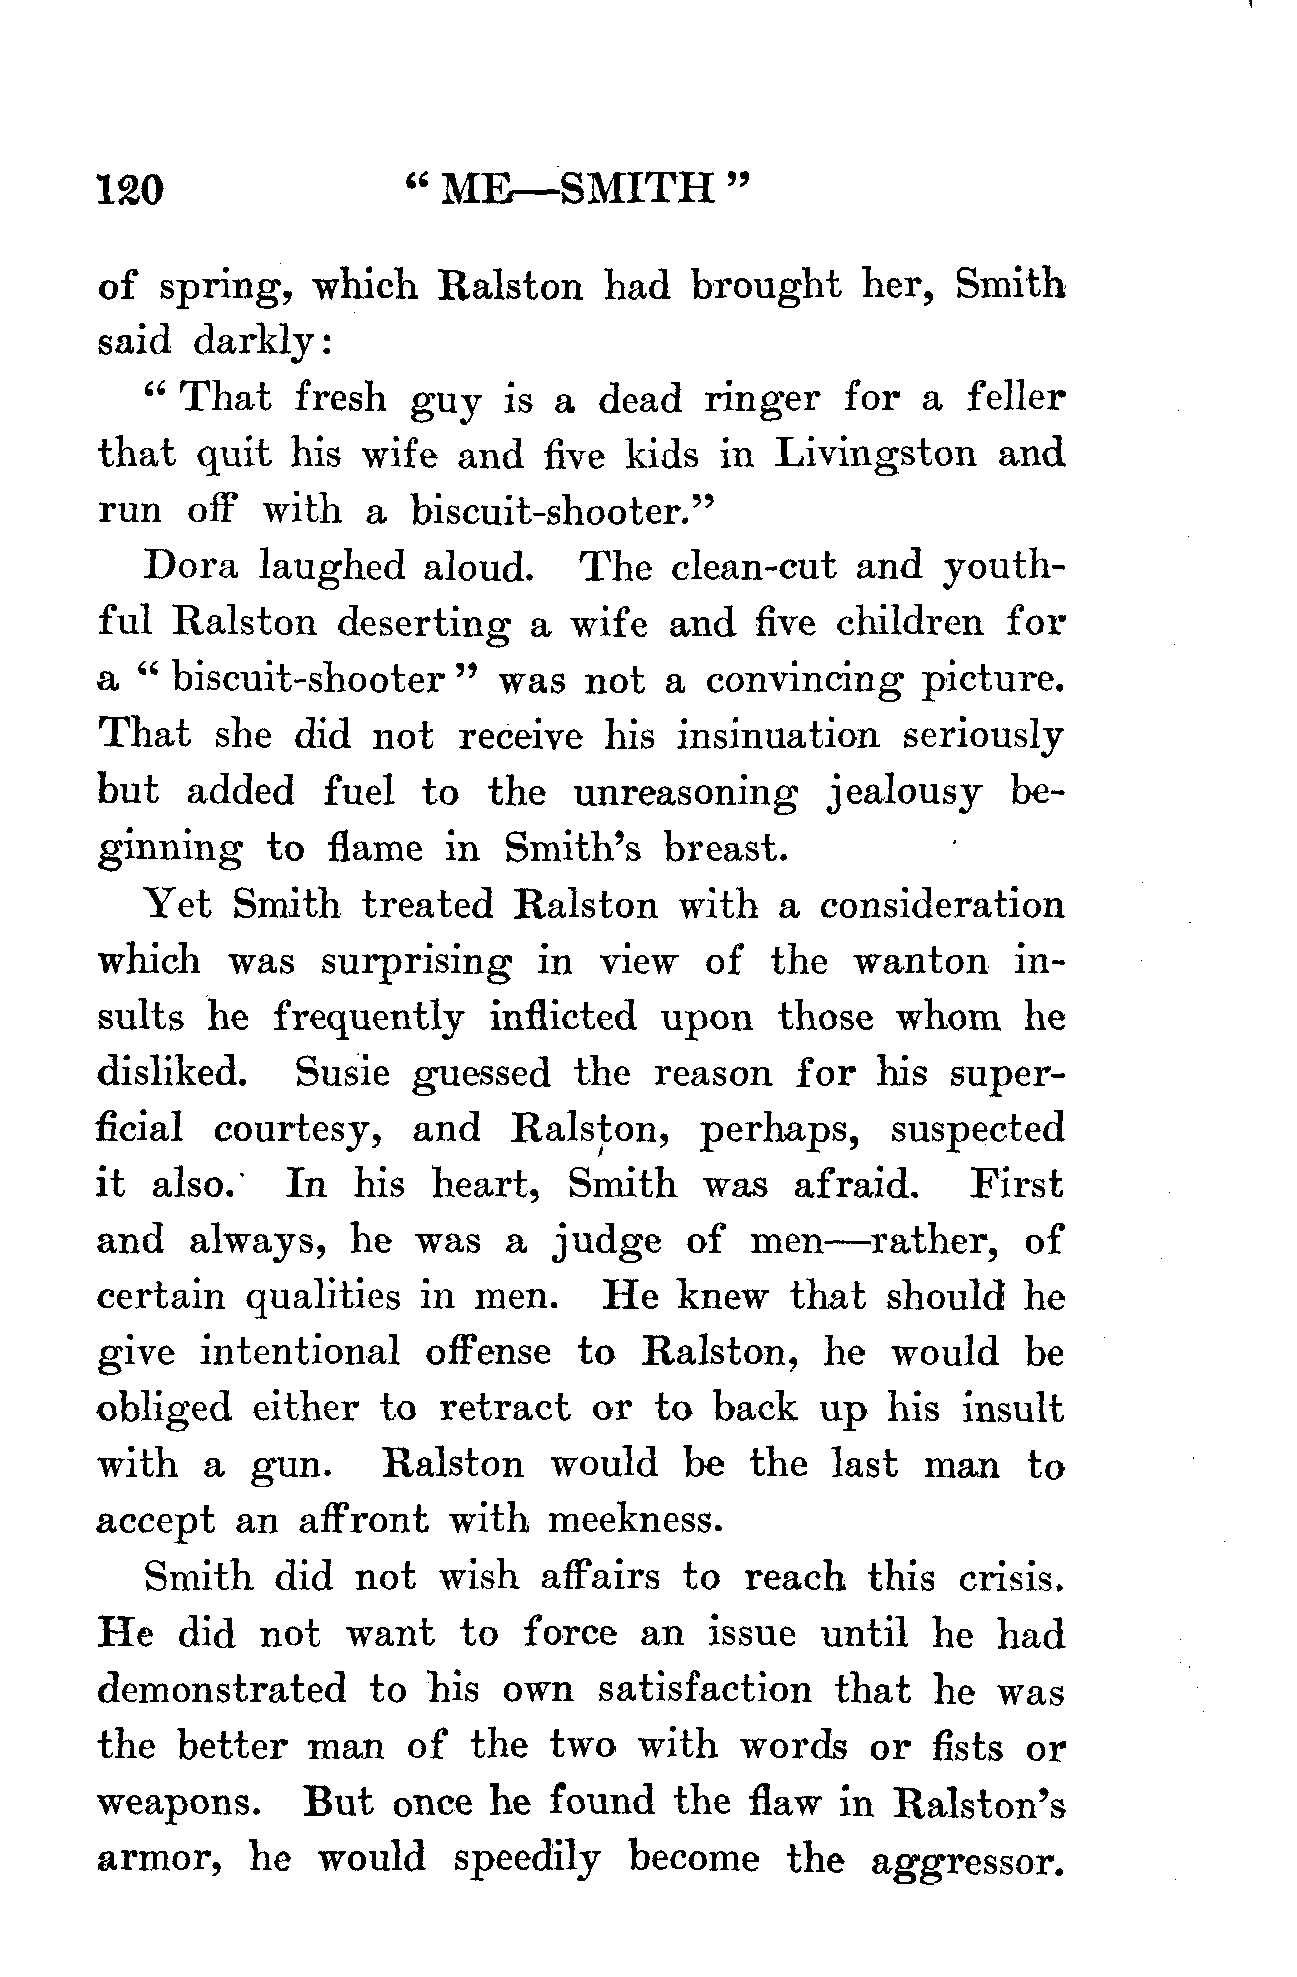 120 “ ME—SMITH ”
of spring, which Ralston had brought her, Smith
said darkly:
“ That fresh guy is a dead ringer for a feller
that quit his wife and five kids in Livingston and
run off with a biscuit-shooter.”
Dora laughed aloud. The clean-cut and youth-
ful Ralston deserting a wife and five children for
a “ biscuit-shooter ” was not a convincing picture.
That she did not receive his insinuation seriously
but added fuel to the unreasoning jealousy be-
ginning to flame in Smith’s breast.
Yet Smith treated Ralston with a consideration
which was surprising in view of the wanton in-
sults he frequently inflicted upon those whom he
disliked. Susie guessed the reason for his super-
ficial courtesy, and Ralston, perhaps, suspected
it also. In his heart, Smith was afraid. First
and always, he was a judge of men—rather, of
certain qualities in men. He knew that should he
give intentional offense to Ralston, he would be
obliged either to retract or to back up his insult
with a gun. Ralston would be the last man to
accept an affront with meekness.
Smith did not wish affairs to reach this crisis.
He did not want to force an issue until he had
demonstrated to his own satisfaction that he was
the better man of the two with words or fists or
weapons. But once he found the flaw in Ralston’s
armor, he would speedily become the aggressor.